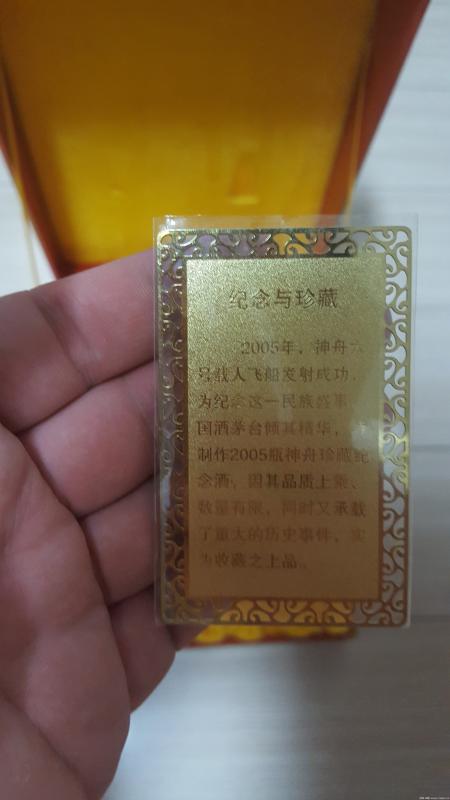 纪念与珍藏
2005年，神舟六
号载人飞船发射成功，
为纪念这一民族盛事，
国酒茅台倾其精华，
制作2005瓶神舟珍藏纪
念酒，因其品质上乘、
数量有限，同时又承载
了重大的历史事件，实
为收藏之上品。